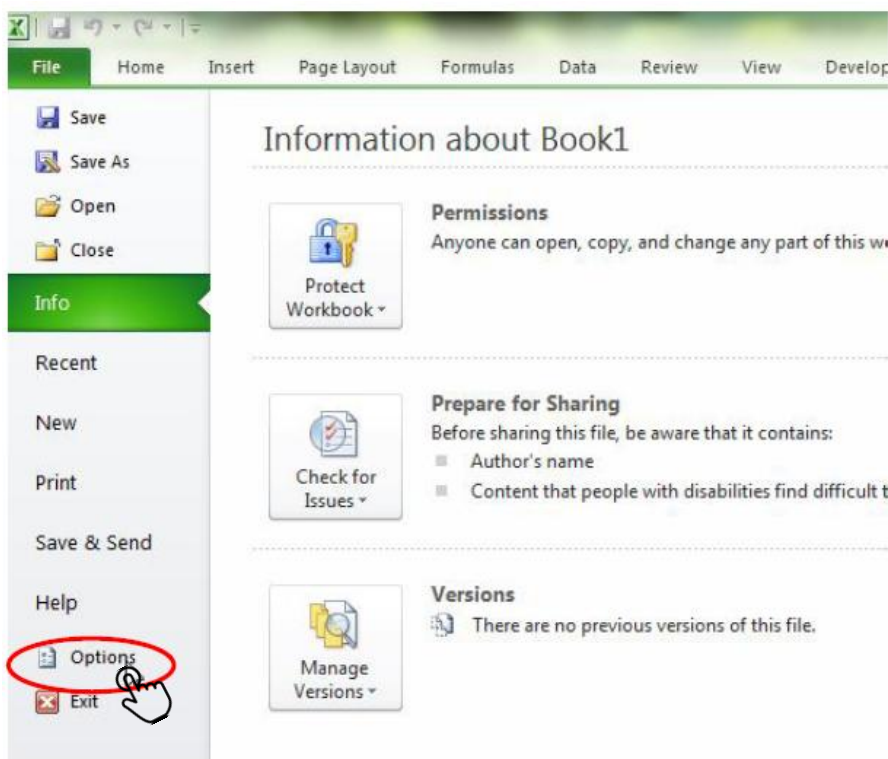 File Home Insert Page Layout Formulas Data Review View Develop
Save
Save As
Open
Close
Info
Recent
New
Print
Save & Send
Help
Options
Exit
Information about Book1
Protect
Workbook
Permissions
Anyone can open, copy, and change any part of this
Check for
Issues
Prepare for Sharing
Before sharing this file, be aware that it contains:
Author's name
Content that people with disabilities find difficult
Manage
Versions
Versions
There are no previous versions of this file.